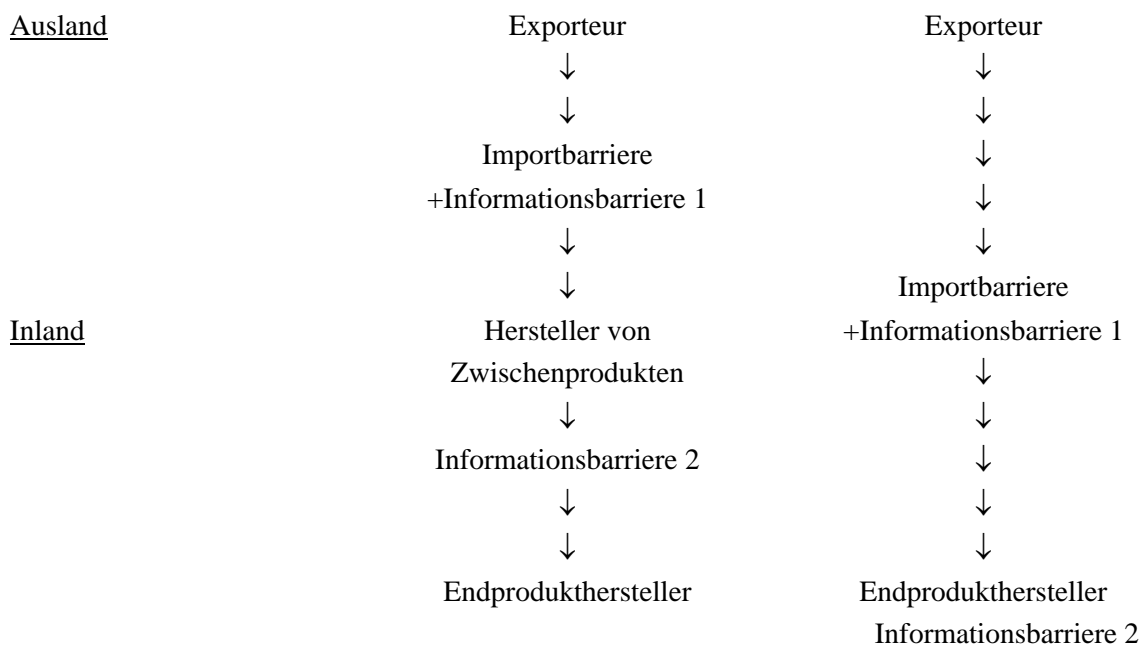 Ausland Exporteur Exporteur
↓ ↓
↓ ↓
Importbarriere ↓
+Informationsbarriere 1 ↓
↓ ↓
↓ Importbarriere
Inland Hersteller von +Informationsbarriere 1
Zwischenprodukten ↓
↓ ↓
Informationsbarriere 2 ↓
↓ ↓
↓ ↓
Endprodukthersteller Endprodukthersteller
Informationsbarriere 2